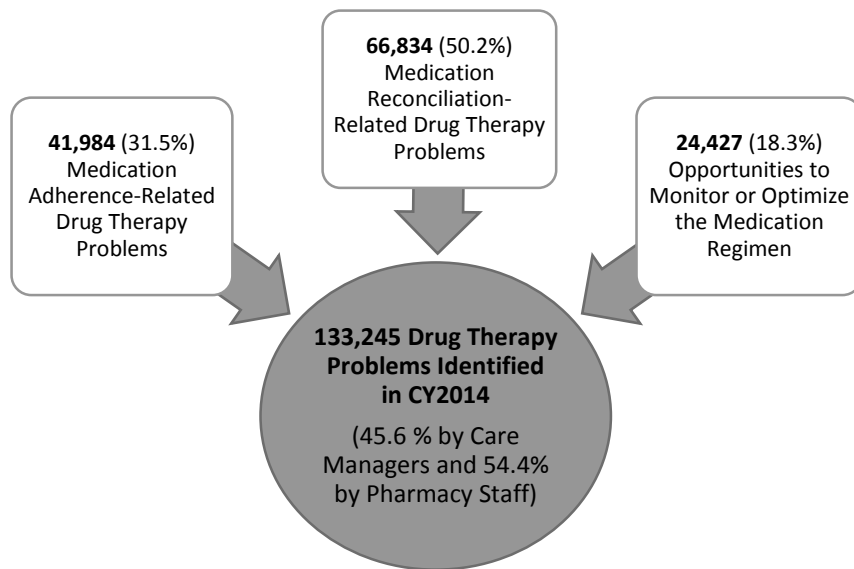 66,834 (50.2%)
Medication
Reconciliation-
Related Drug Therapy
Problems
41,984 (31.5%)
Medication
Adherence-Related
Drug Therapy
Problems
24,427 (18.3%)
Opportunities to
Monitor or Optimize
the Medication
Regimen
133,245 Drug Therapy
Problems Identified
in CY2014
(45.6 % by Care
Managers and 54.4%
by Pharmacy Staff)